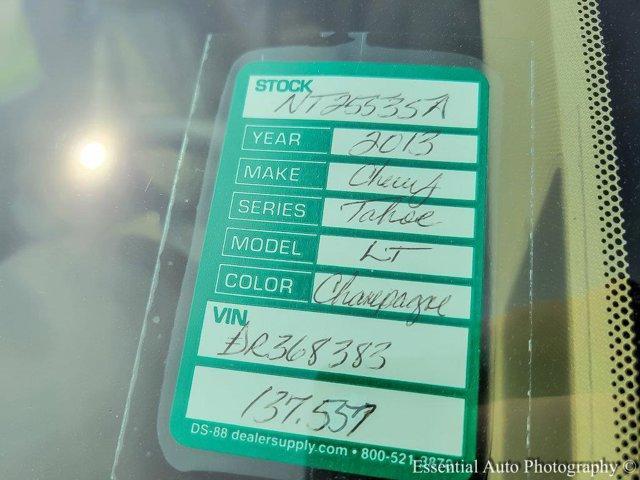 STOCK NT25535A
YEAR 2013
MAKE Chevy
SERIES Tahoe
MODEL LT
COLOR Champagne
VIN DR368383
137.557
DS-88 dealersupply.com • 800-521-3879
Essential Auto Photography ©